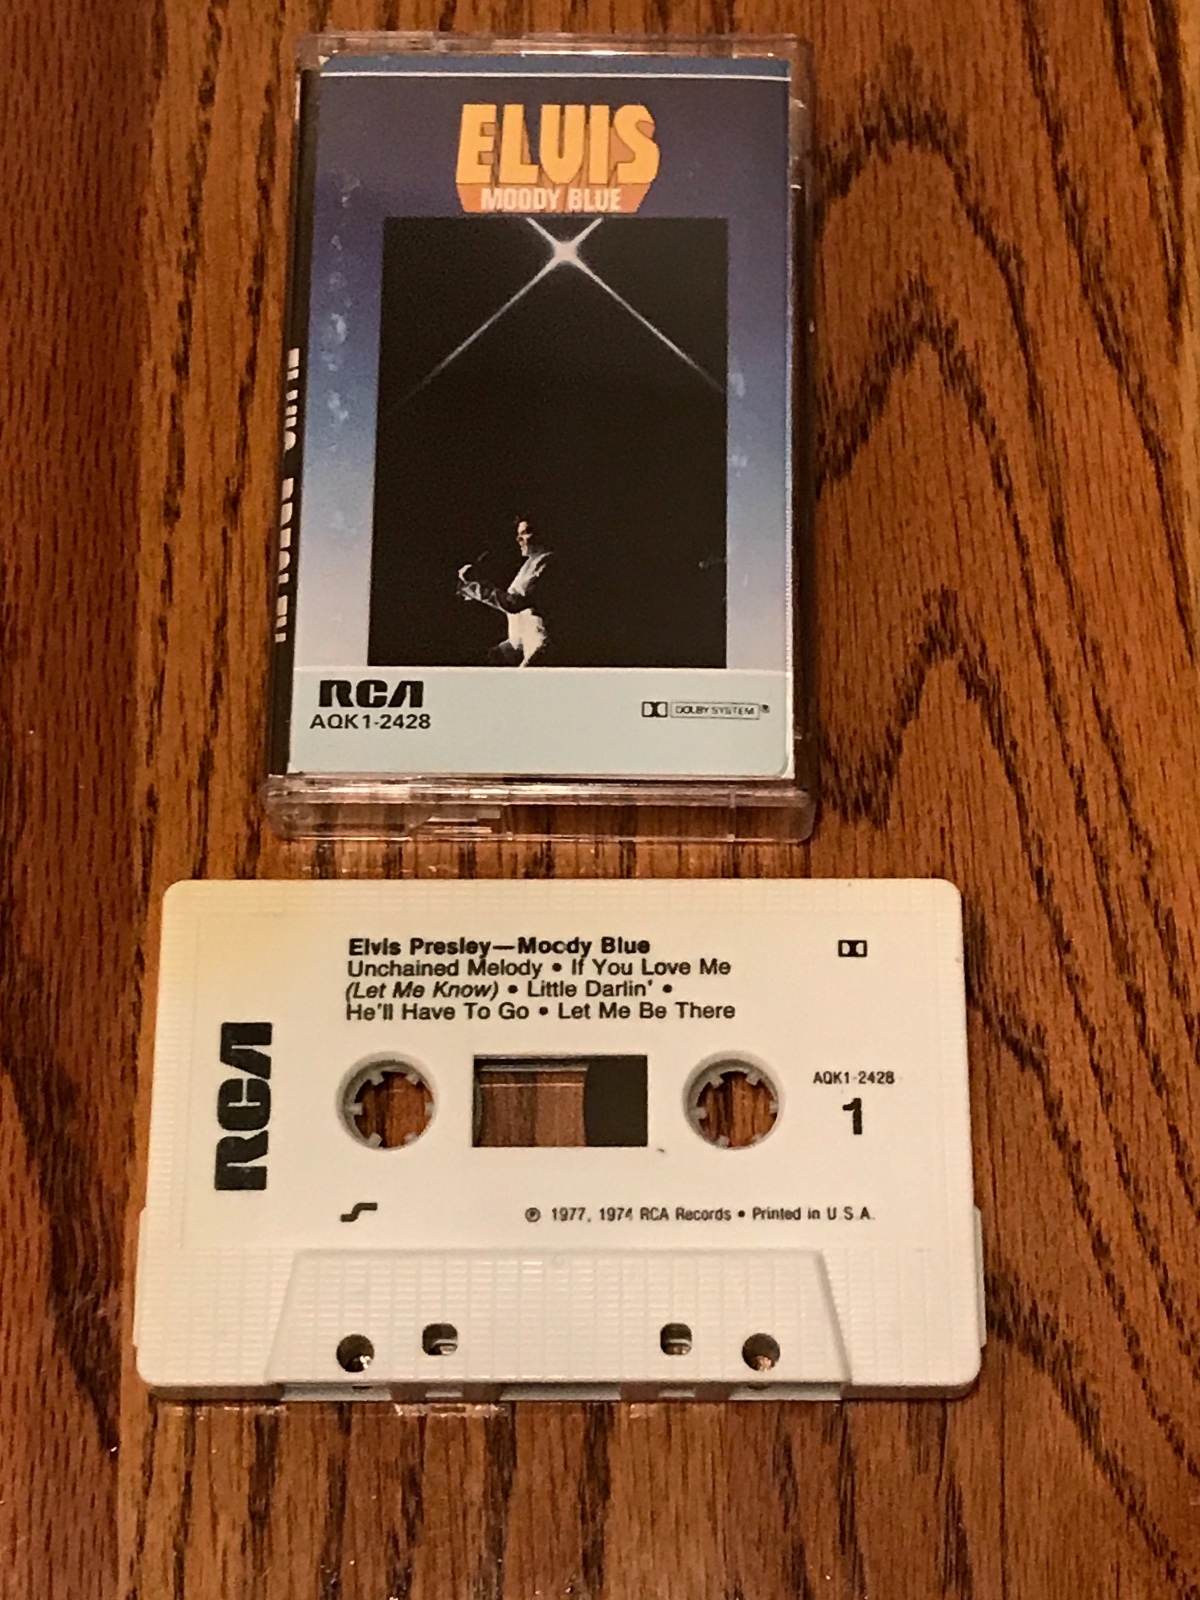 ELVIS
MOODY BLUE
ELVIS PRESLEY
RCA
AQK1-2428
DOLBY SYSTEM®
Elvis Presley—Moody Blue
Unchained Melody • If You Love Me
(Let Me Know) • Little Darlin' •
He'll Have To Go • Let Me Be There
RCA
AQK1-2428
1
℗ 1977, 1974 RCA Records • Printed in U.S.A.